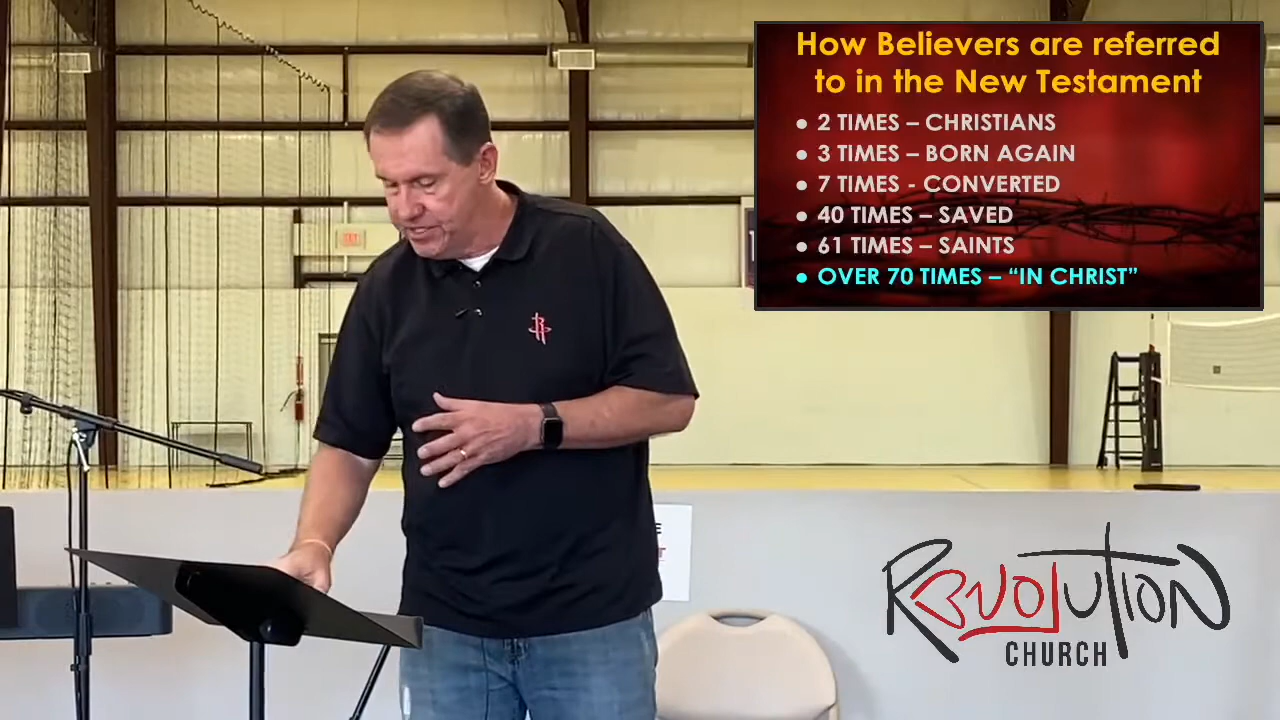 How Believers are referred
to in the New Testament
• 2 TIMES – CHRISTIANS
• 3 TIMES – BORN AGAIN
• 7 TIMES - CONVERTED
• 40 TIMES – SAVED
• 61 TIMES – SAINTS
• OVER 70 TIMES – “IN CHRIST”
R
REVOLUTION
CHURCH